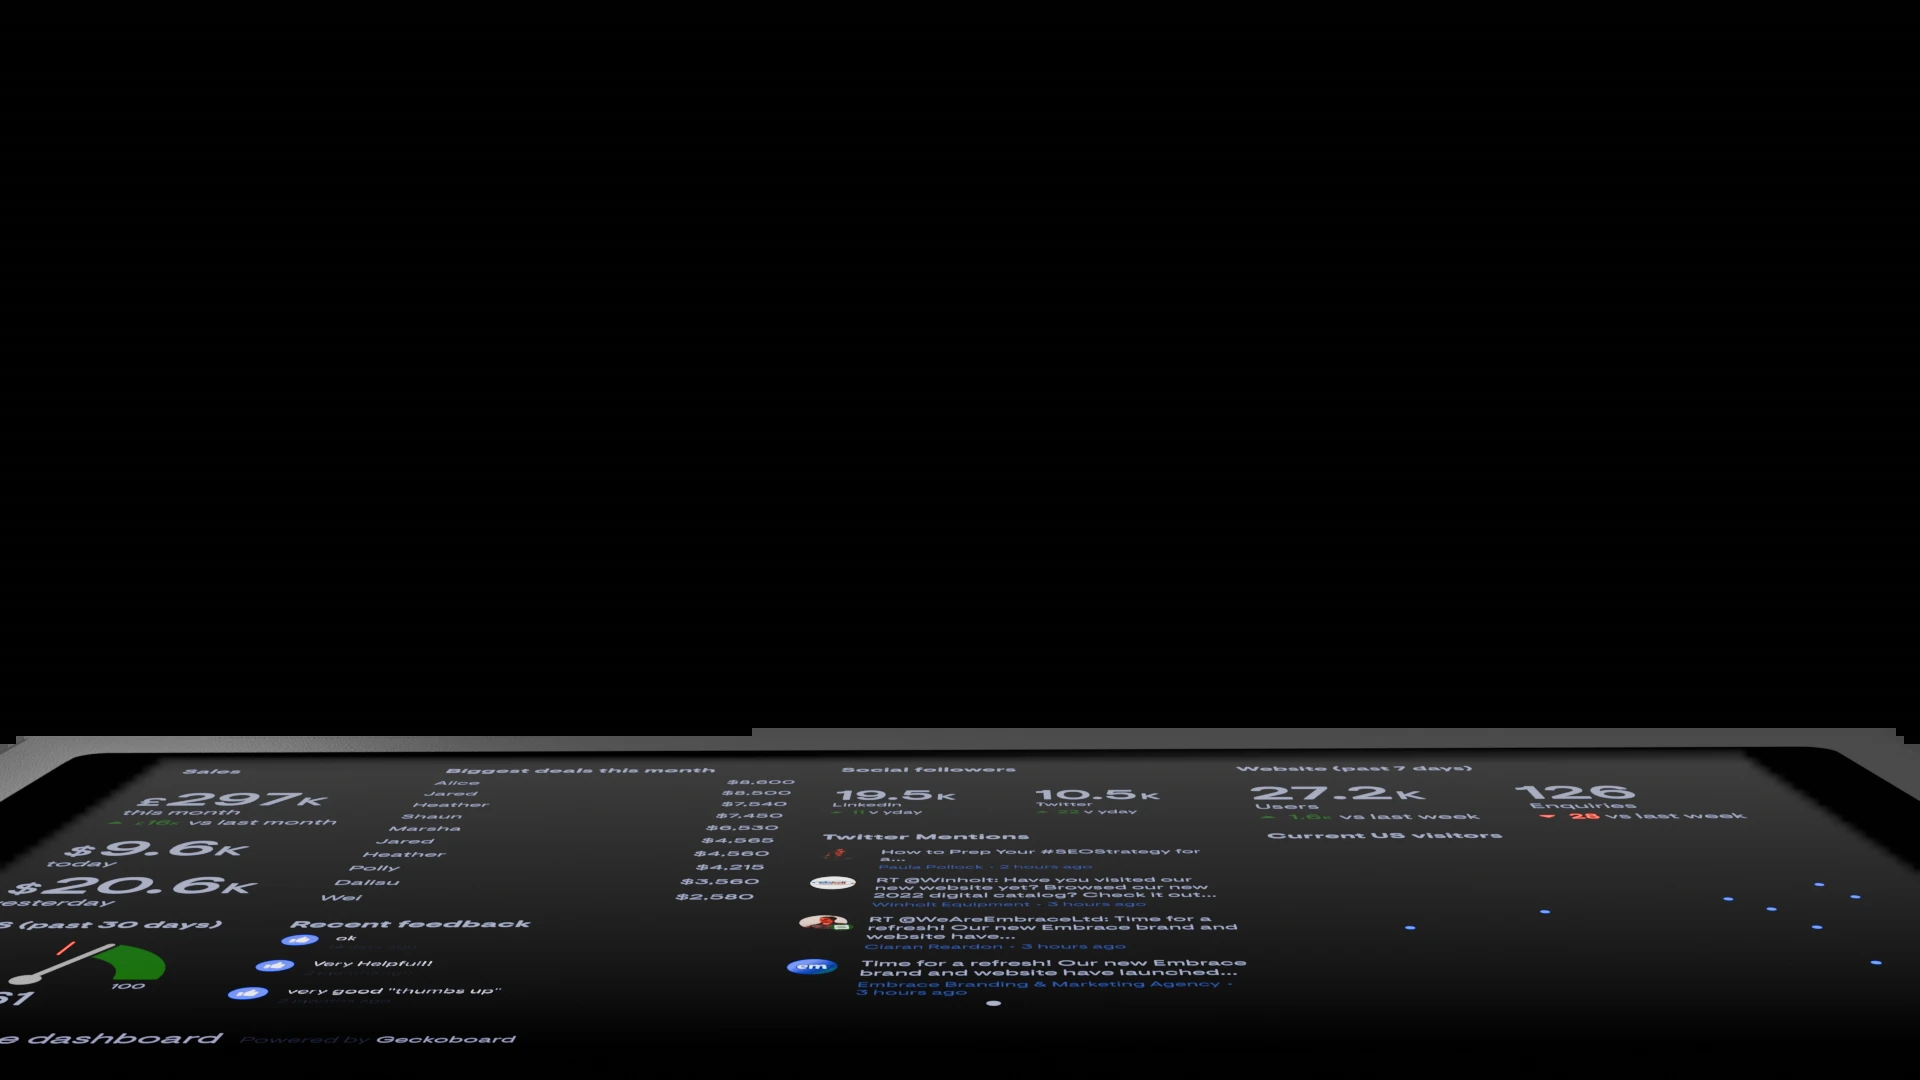 Sales
£297K
this month
£16K vs last month
$9.6K
today
$20.6K
yesterday
S (past 30 days)
100
61
Biggest deals this month
Alice $8,600
Jared $8,500
Heather $7,540
Shaun $7,450
Marsha $6,530
Jared $4,565
Heather $4,560
Polly $4,215
Dalisu $3,560
Wei $2,580
Recent feedback
ok
Very Helpful!!
very good "thumbs up"
2 months ago
Social followers
19.5K
LinkedIn
11 v yday
10.5K
Twitter
22 v yday
Twitter Mentions
How to Prep Your #SEOStrategy for
a...
Paula Pollock • 2 hours ago
RT @Winholt: Have you visited our
new website yet? Browsed our new
2022 digital catalog? Check it out...
Winholt Equipment • 3 hours ago
RT @WeAreEmbraceLtd: Time for a
refresh! Our new Embrace brand and
website have...
Ciaran Reardon • 3 hours ago
em
Time for a refresh! Our new Embrace
brand and website have launched...
Embrace Branding & Marketing Agency •
3 hours ago
Website (past 7 days)
27.2K
Users
1.6K vs last week
126
Enquiries
28 vs last week
Current US visitors
e dashboard Powered by Geckoboard